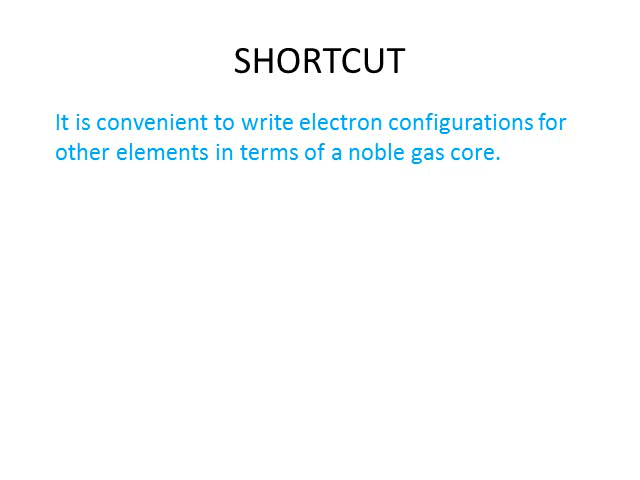 SHORTCUT
It is convenient to write electron configurations for
other elements in terms of a noble gas core.